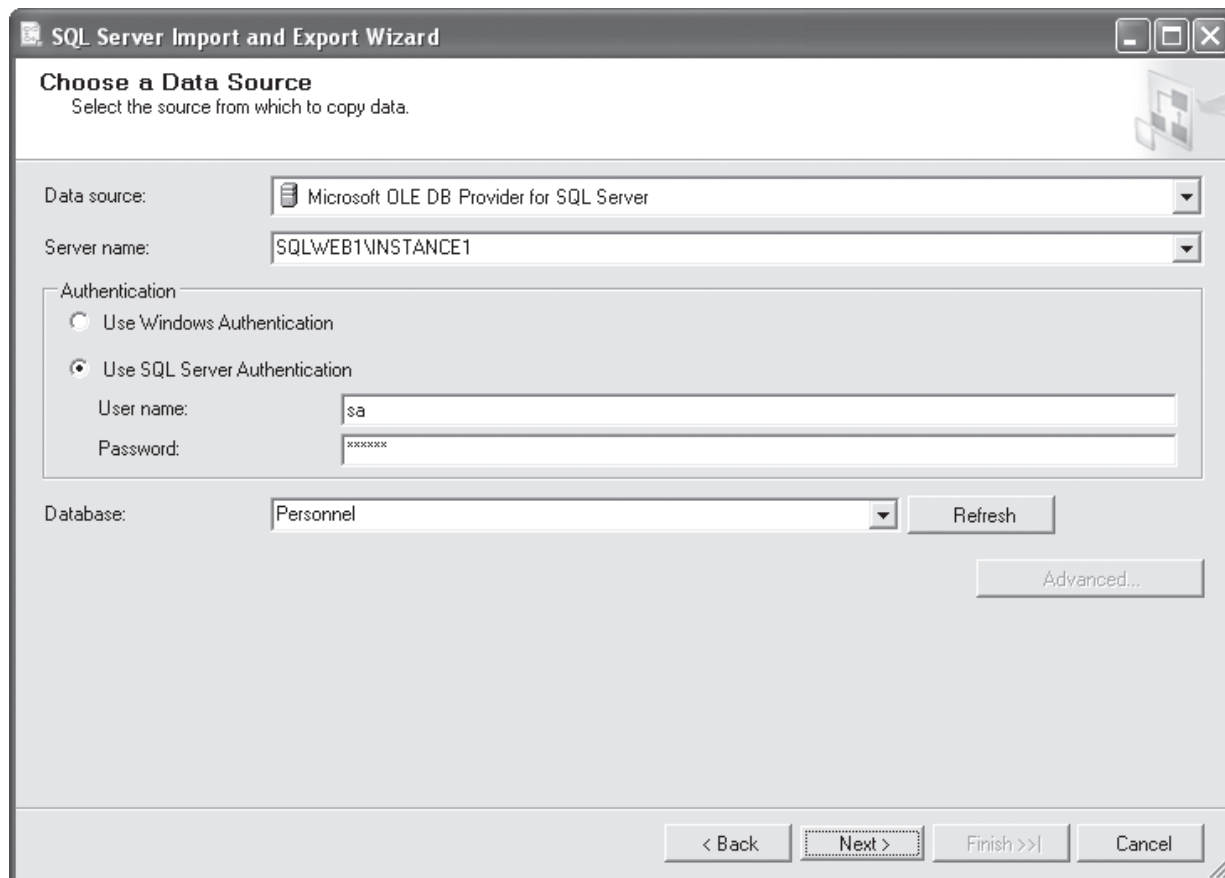 SQL Server Import and Export Wizard
Choose a Data Source
Select the source from which to copy data.
Data source: Microsoft OLE DB Provider for SQL Server
Server name: SQLWEB1\INSTANCE1
Authentication
Use Windows Authentication
Use SQL Server Authentication
User name: sa
Password: ******
Database: Personnel Refresh
Advanced...
< Back Next > Finish >>| Cancel